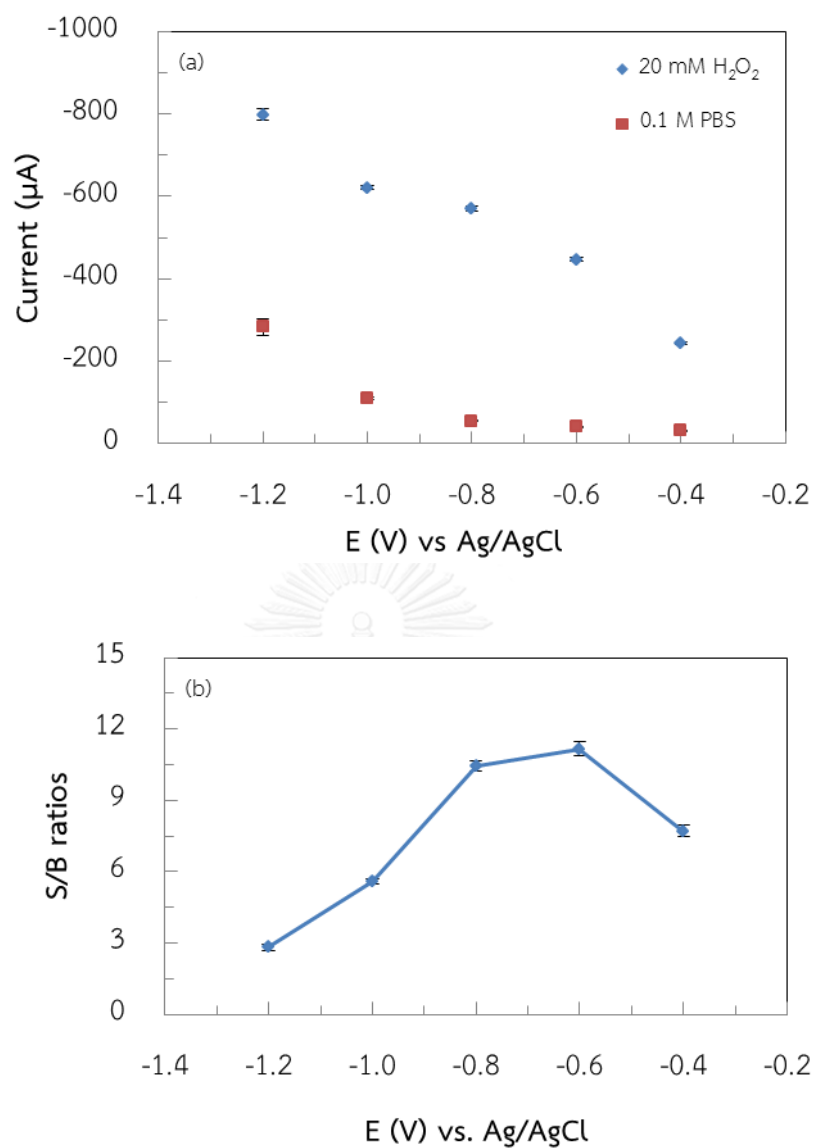 -1000
(a)
20 mM H₂O₂
-800
0.1 M PBS
-600
-400
-200
0
Current (µA)
-1.4 -1.2 -1.0 -0.8 -0.6 -0.4 -0.2
E (V) vs Ag/AgCl
15
(b)
12
9
6
3
0
S/B ratios
-1.4 -1.2 -1.0 -0.8 -0.6 -0.4 -0.2
E (V) vs. Ag/AgCl